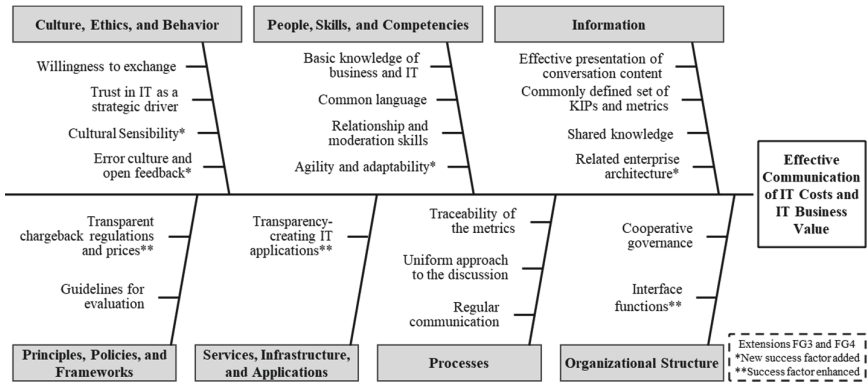 Culture, Ethics, and Behavior
Willingness to exchange
Trust in IT as a
strategic driver
Cultural Sensibility*
Error culture and
open feedback*
People, Skills, and Competencies
Basic knowledge of
business and IT
Common language
Relationship and
moderation skills
Agility and adaptability*
Information
Effective presentation of
conversation content
Commonly defined set of
KIPs and metrics
Shared knowledge
Related enterprise
architecture*
Effective
Communication
of IT Costs and
IT Business
Value
Transparent
chargeback regulations
and prices**
Guidelines for
evaluation
Principles, Policies, and
Frameworks
Transparency-
creating IT
applications**
Services, Infrastructure,
and Applications
Traceability of
the metrics
Uniform approach
to the discussion
Regular
communication
Processes
Cooperative
governance
Interface
functions**
Organizational Structure
Extensions FG3 and FG4
*New success factor added
**Success factor enhanced